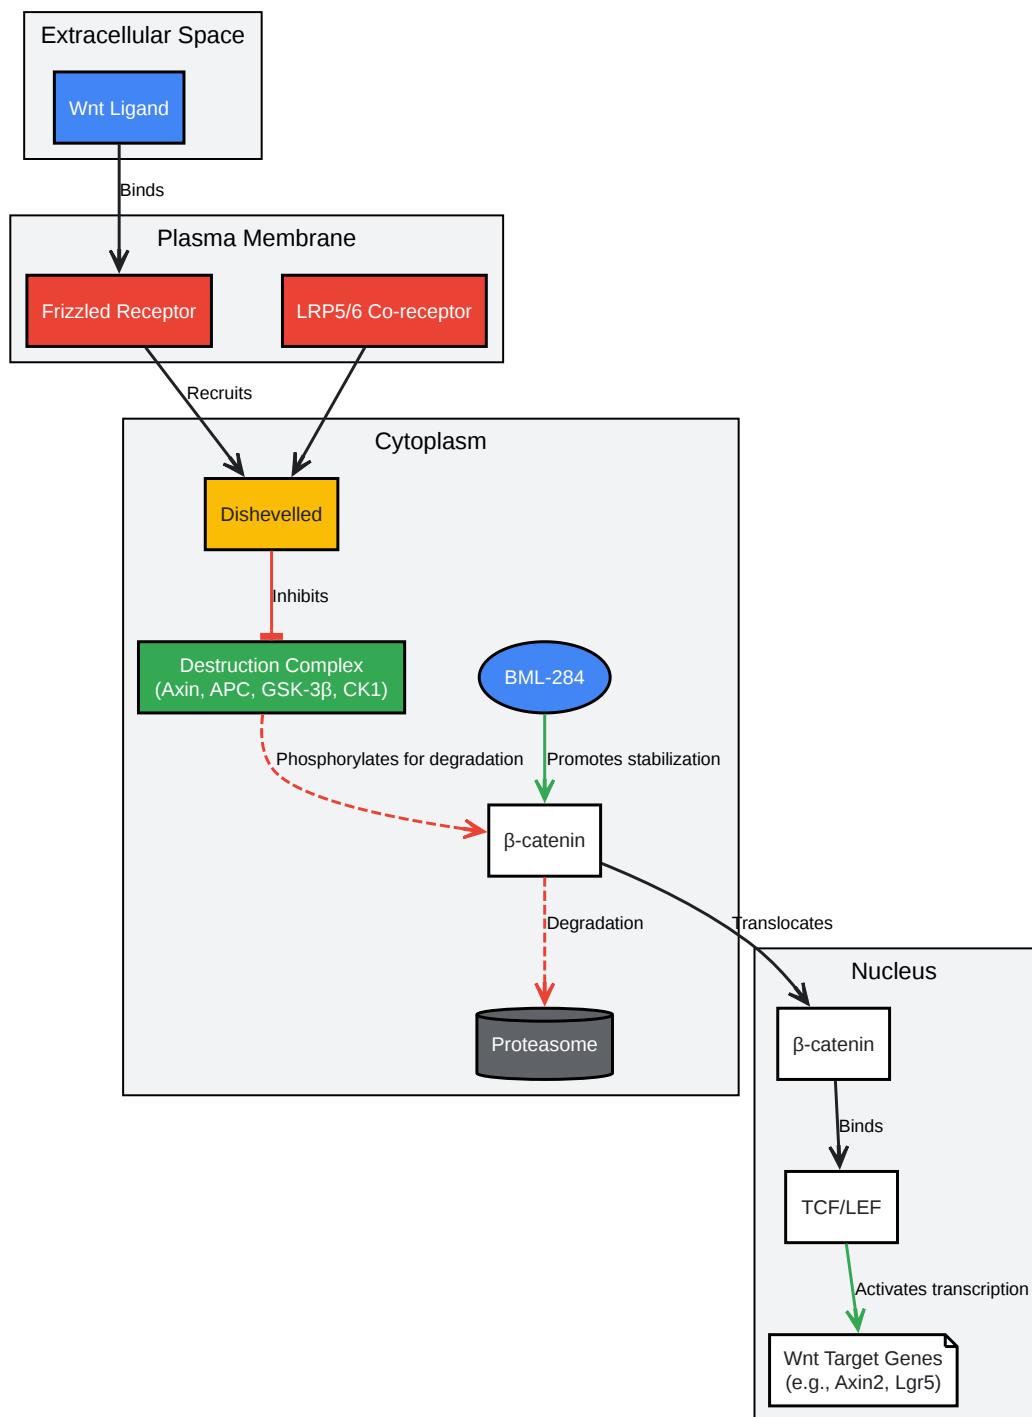 Extracellular Space
Wnt Ligand
Binds
Plasma Membrane
Frizzled Receptor
LRP5/6 Co-receptor
Recruits
Cytoplasm
Dishevelled
Inhibits
Destruction Complex
(Axin, APC, GSK-3β, CK1)
BML-284
Phosphorylates for degradation
Promotes stabilization
β-catenin
Degradation
Translocates
Proteasome
Nucleus
β-catenin
Binds
TCF/LEF
Activates transcription
Wnt Target Genes
(e.g., Axin2, Lgr5)